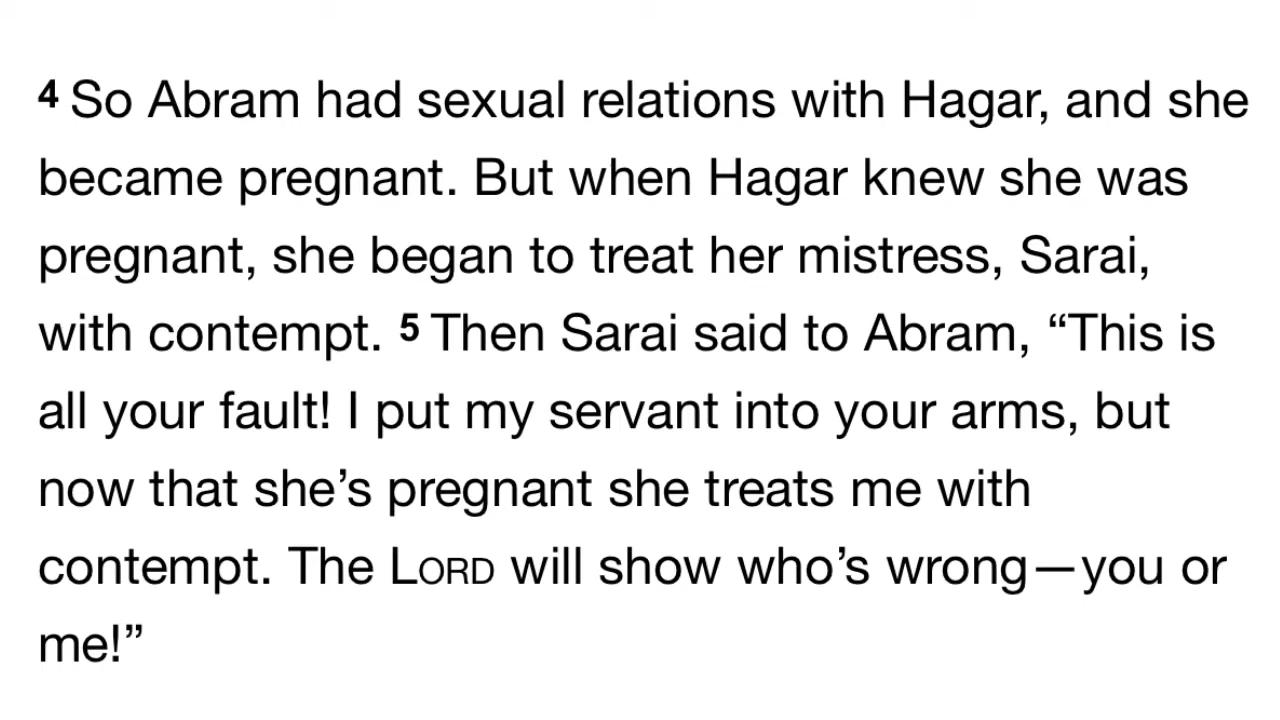 4 So Abram had sexual relations with Hagar, and she
became pregnant. But when Hagar knew she was
pregnant, she began to treat her mistress, Sarai,
with contempt. 5 Then Sarai said to Abram, “This is
all your fault! I put my servant into your arms, but
now that she’s pregnant she treats me with
contempt. The LORD will show who’s wrong—you or
me!”